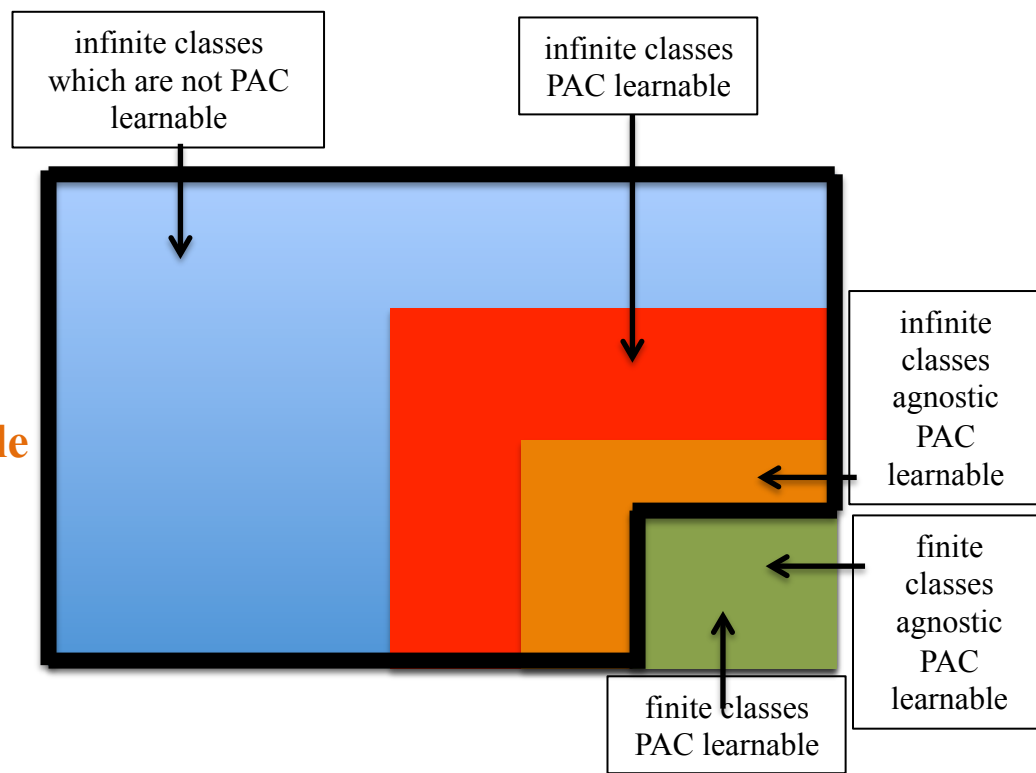 infinite classes
which are not PAC
learnable
infinite classes
PAC learnable
infinite
classes
agnostic
PAC
learnable
le
finite
classes
agnostic
PAC
learnable
finite classes
PAC learnable